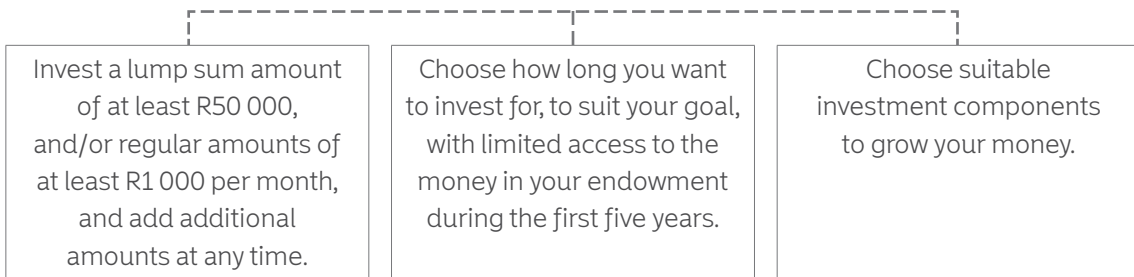 Invest a lump sum amount
of at least R50 000,
and/or regular amounts of
at least R1 000 per month,
and add additional
amounts at any time.
Choose how long you want
to invest for, to suit your goal,
with limited access to the
money in your endowment
during the first five years.
Choose suitable
investment components
to grow your money.